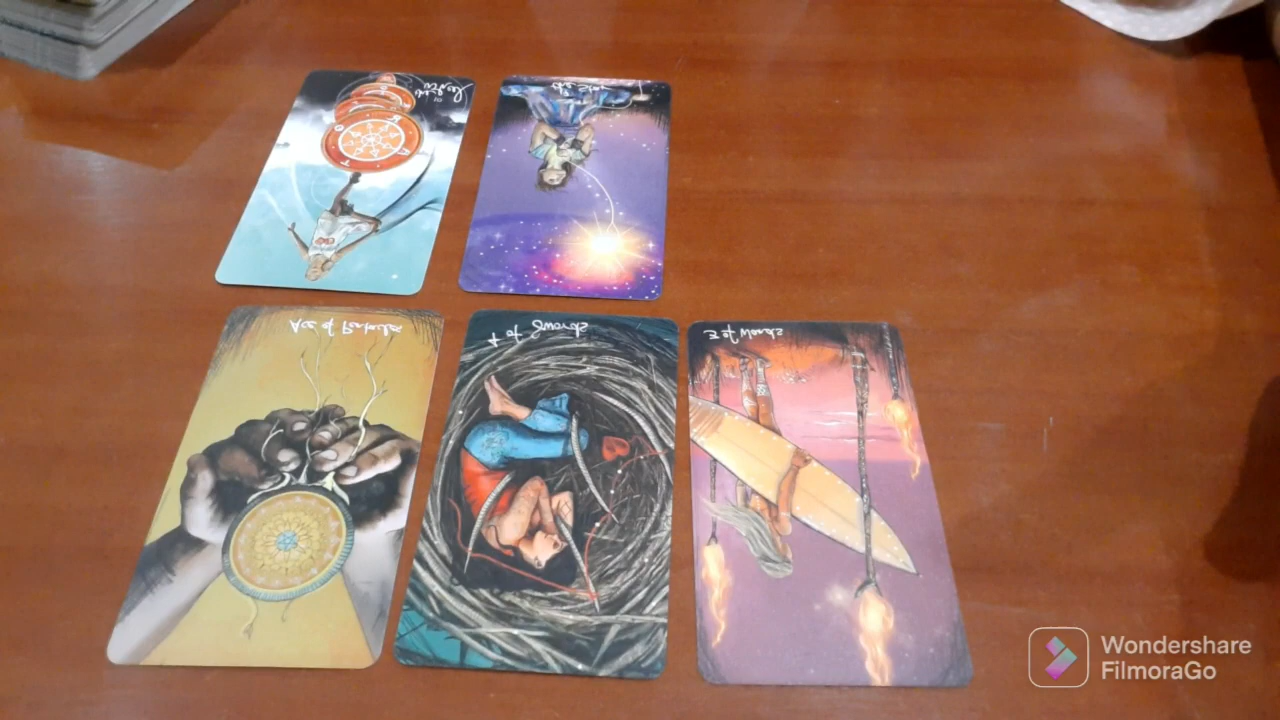 Ace of Pentacles
4 of Swords
3 of Wands
Wondershare
FilmoraGo